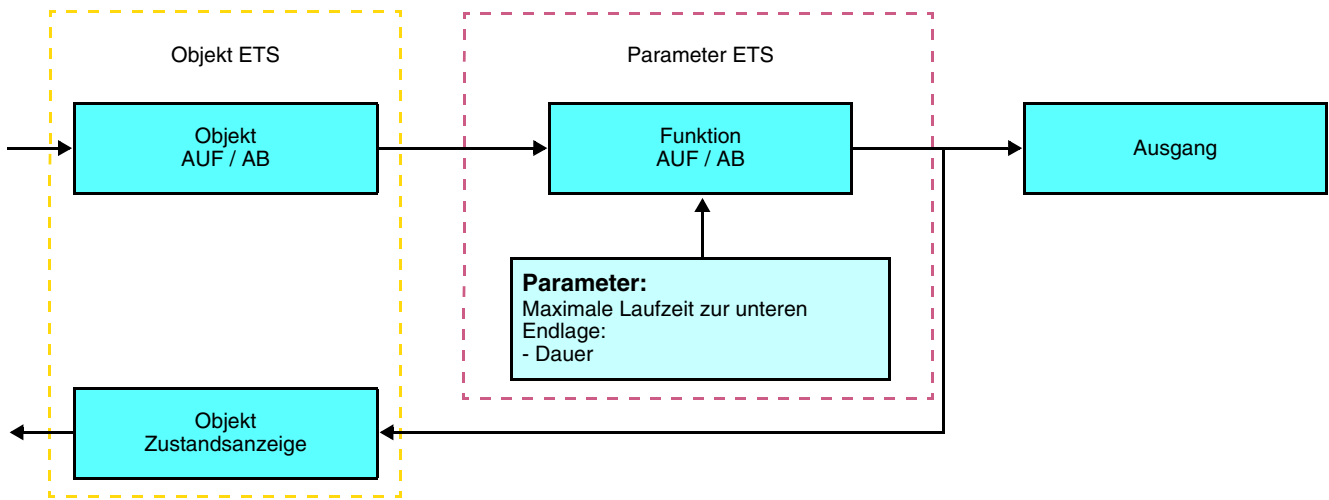 Objekt ETS
Parameter ETS
Objekt
AUF / AB
Funktion
AUF / AB
Ausgang
Parameter:
Maximale Laufzeit zur unteren
Endlage:
- Dauer
Objekt
Zustandsanzeige